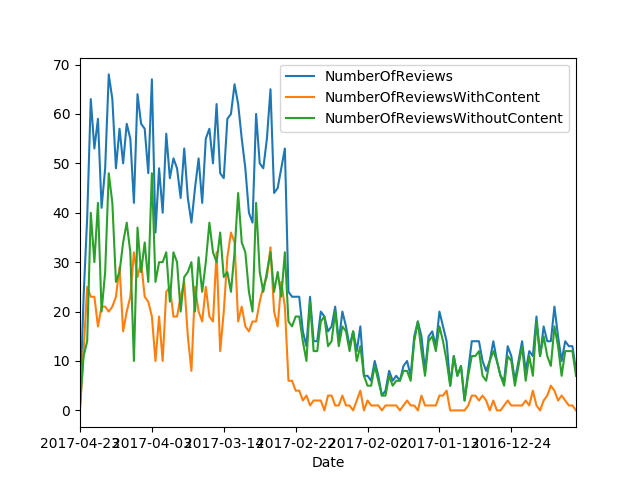 70
60
50
40
30
20
10
0
NumberOfReviews
NumberOfReviewsWithContent
NumberOfReviewsWithoutContent
2017-04-23 2017-04-03 2017-03-14 2017-02-22 2017-02-02 2017-01-13 2016-12-24
Date